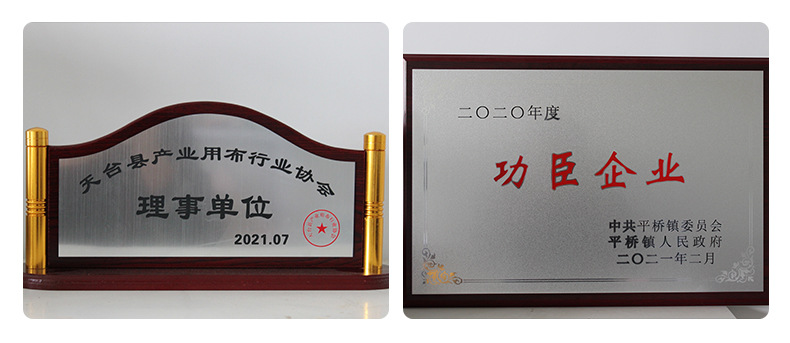 天台县产业用布行业协会
理事单位
2021.07
二〇二〇年度
功臣企业
中共平桥镇委员会
平桥镇人民政府
二〇二一年二月